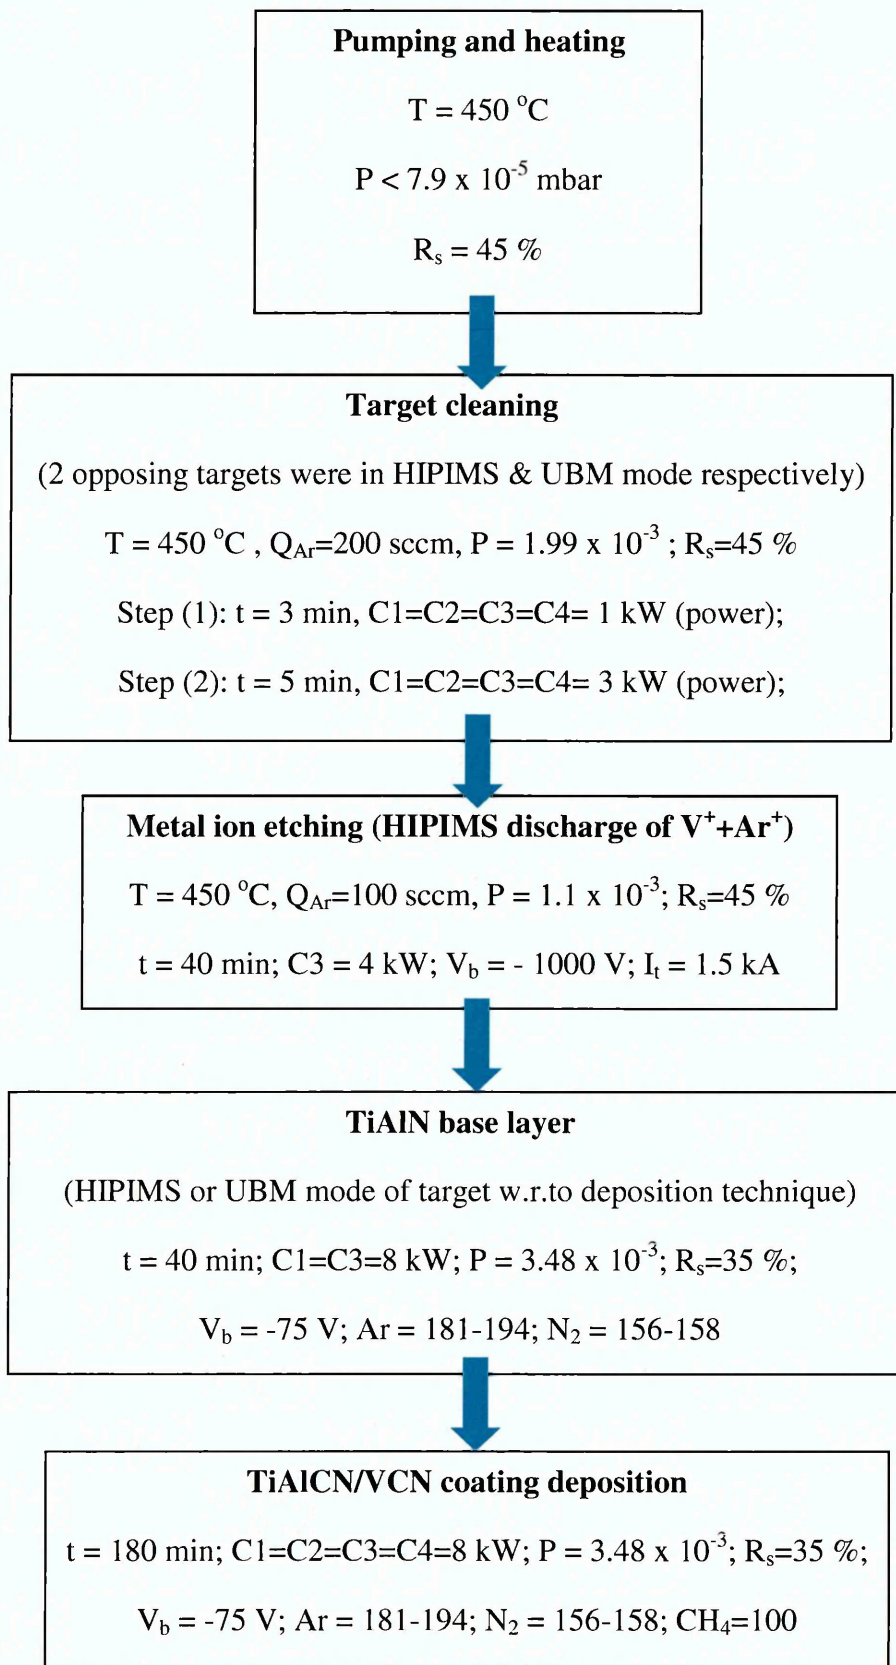 Pumping and heating
T = 450 °C
P < 7.9 x 10⁻⁵ mbar
Rₛ = 45 %
Target cleaning
(2 opposing targets were in HIPIMS & UBM mode respectively)
T = 450 °C , Q_Ar=200 sccm, P = 1.99 x 10⁻³ ; Rₛ=45 %
Step (1): t = 3 min, C1=C2=C3=C4= 1 kW (power);
Step (2): t = 5 min, C1=C2=C3=C4= 3 kW (power);
Metal ion etching (HIPIMS discharge of V⁺+Ar⁺)
T = 450 °C, Q_Ar=100 sccm, P = 1.1 x 10⁻³; Rₛ=45 %
t = 40 min; C3 = 4 kW; V_b = - 1000 V; Iₜ = 1.5 kA
TiAlN base layer
(HIPIMS or UBM mode of target w.r.to deposition technique)
t = 40 min; C1=C3=8 kW; P = 3.48 x 10⁻³; Rₛ=35 %;
V_b = -75 V; Ar = 181-194; N₂ = 156-158
TiAlCN/VCN coating deposition
t = 180 min; C1=C2=C3=C4=8 kW; P = 3.48 x 10⁻³; Rₛ=35 %;
V_b = -75 V; Ar = 181-194; N₂ = 156-158; CH₄=100